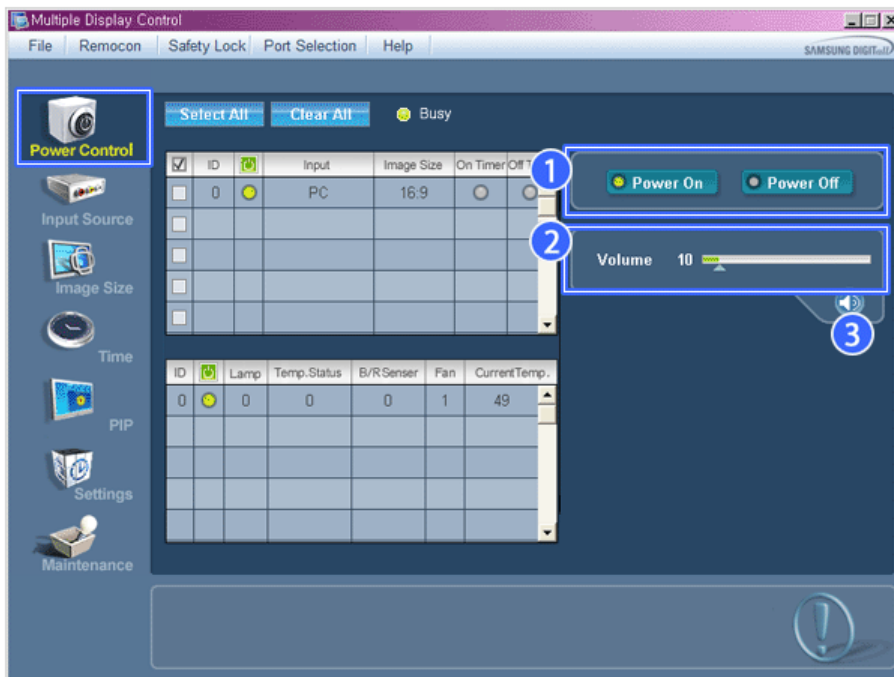 Multiple Display Control
File Remocon Safety Lock Port Selection Help
SAMSUNG DIGITall
Select All Clear All Busy
Power Control
Input Source
Image Size
Time
PIP
Settings
Maintenance
ID Input Image Size On Timer Off T
0 PC 16:9
ID Lamp Temp.Status B/RSenser Fan CurrentTemp.
0 0 0 0 1 49
1
Power On Power Off
2
Volume 10
3